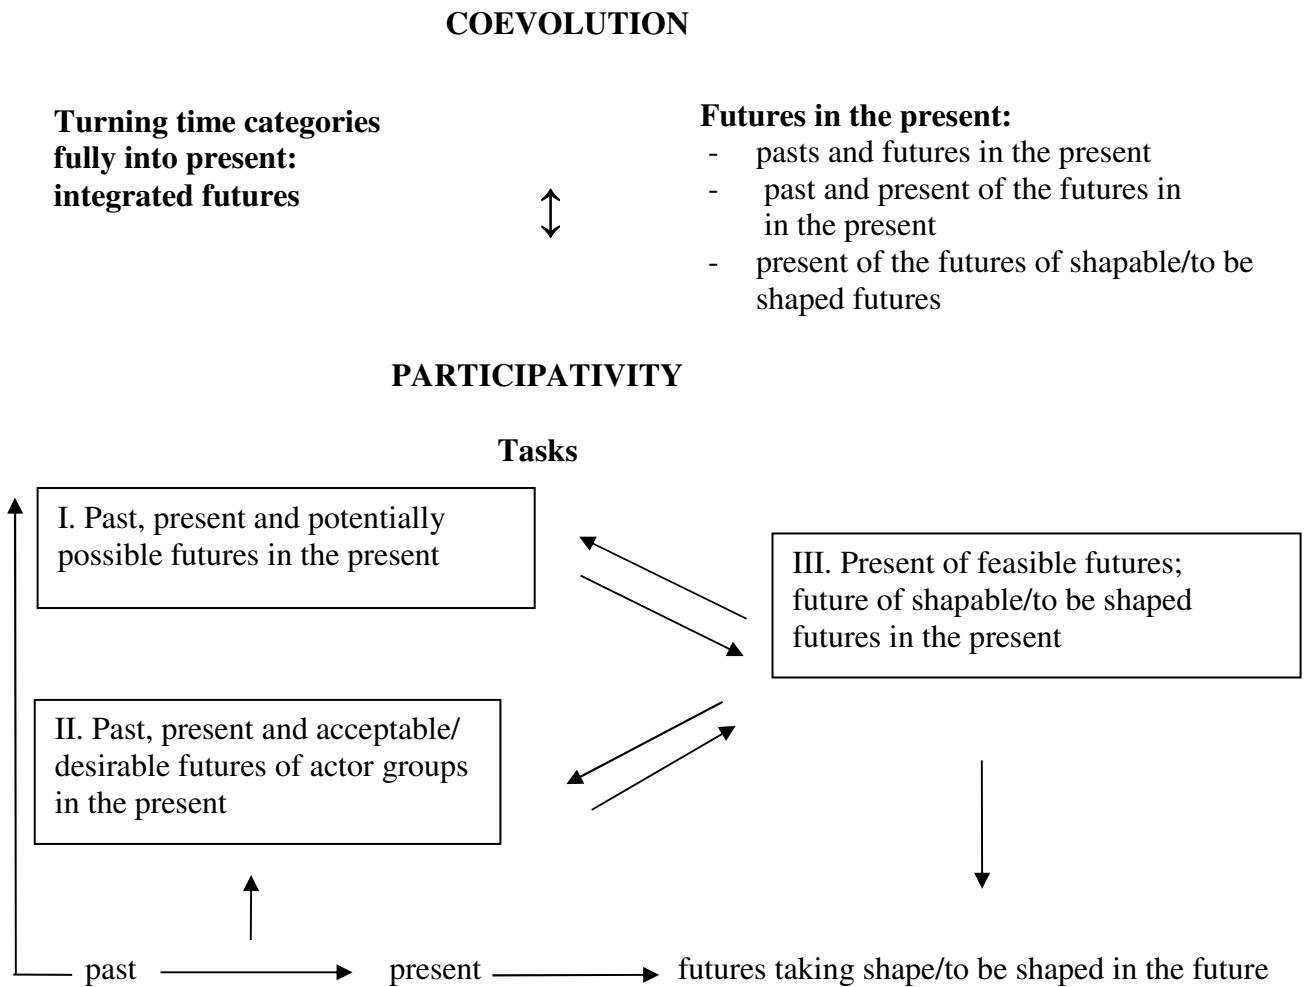 COEVOLUTION
Turning time categories
fully into present:
integrated futures
Futures in the present:
- pasts and futures in the present
- past and present of the futures in
in the present
- present of the futures of shapable/to be
shaped futures
PARTICIPATIVITY
Tasks
I. Past, present and potentially
possible futures in the present
III. Present of feasible futures;
future of shapable/to be shaped
futures in the present
II. Past, present and acceptable/
desirable futures of actor groups
in the present
past present futures taking shape/to be shaped in the future